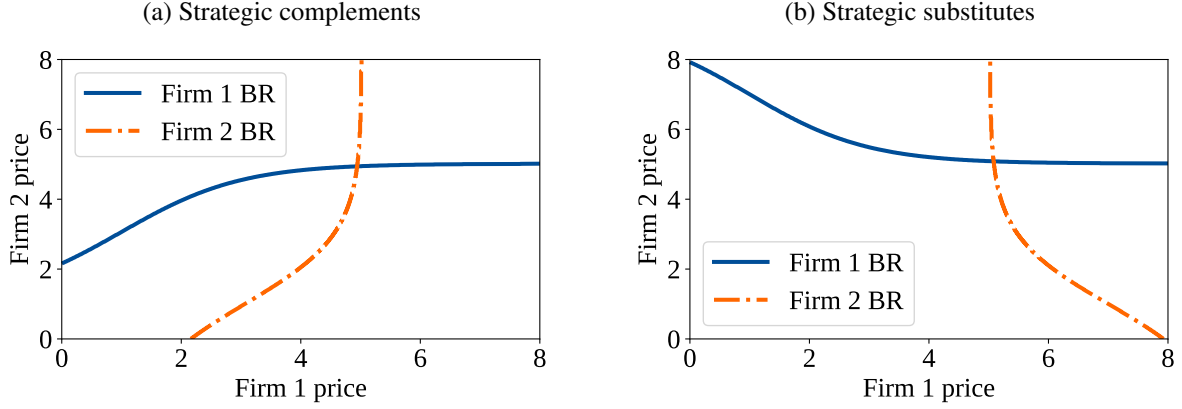 (a) Strategic complements
8
6
4
2
0
Firm 2 price
Firm 1 BR
Firm 2 BR
0 2 4 6 8
Firm 1 price
(b) Strategic substitutes
8
6
4
2
0
Firm 2 price
Firm 1 BR
Firm 2 BR
0 2 4 6 8
Firm 1 price